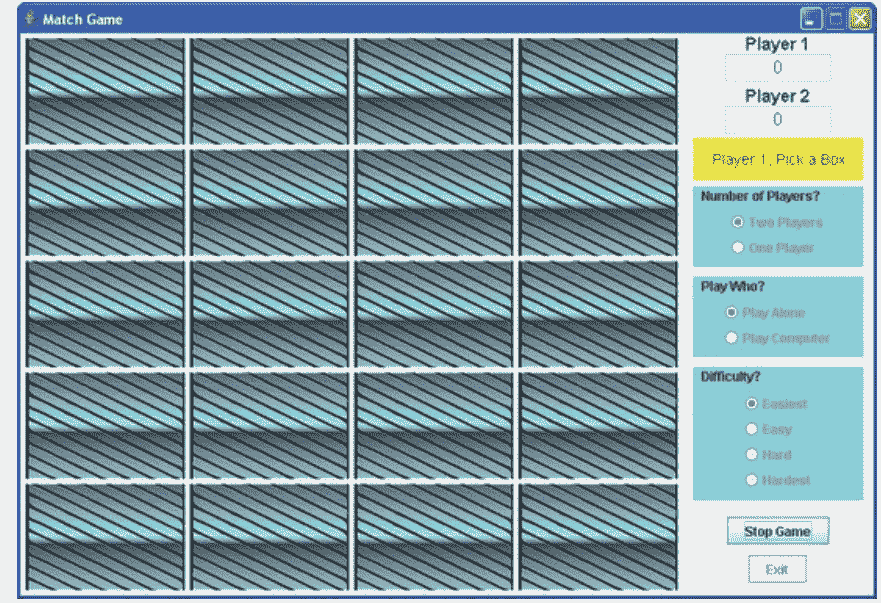 Match Game
Player 1
0
Player 2
0
Player 1, Pick a Box
Number of Players?
Two Players
One Player
Play Who?
Play Alone
Play Computer
Difficulty?
Easiest
Easy
Hard
Hardest
Stop Game
Exit